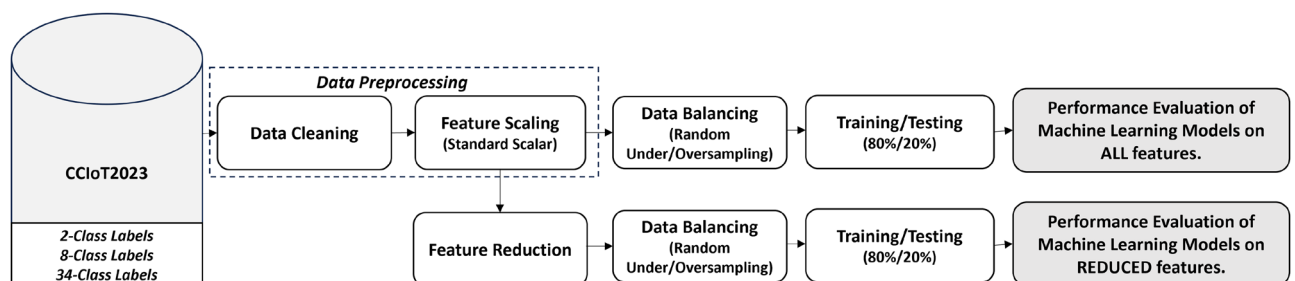 Data Preprocessing
CCIoT2023
2-Class Labels
8-Class Labels
34-Class Labels
Data Cleaning
Feature Scaling
(Standard Scalar)
Data Balancing
(Random
Under/Oversampling)
Training/Testing
(80%/20%)
Performance Evaluation of
Machine Learning Models on
ALL features.
Feature Reduction
Data Balancing
(Random
Under/Oversampling)
Training/Testing
(80%/20%)
Performance Evaluation of
Machine Learning Models on
REDUCED features.